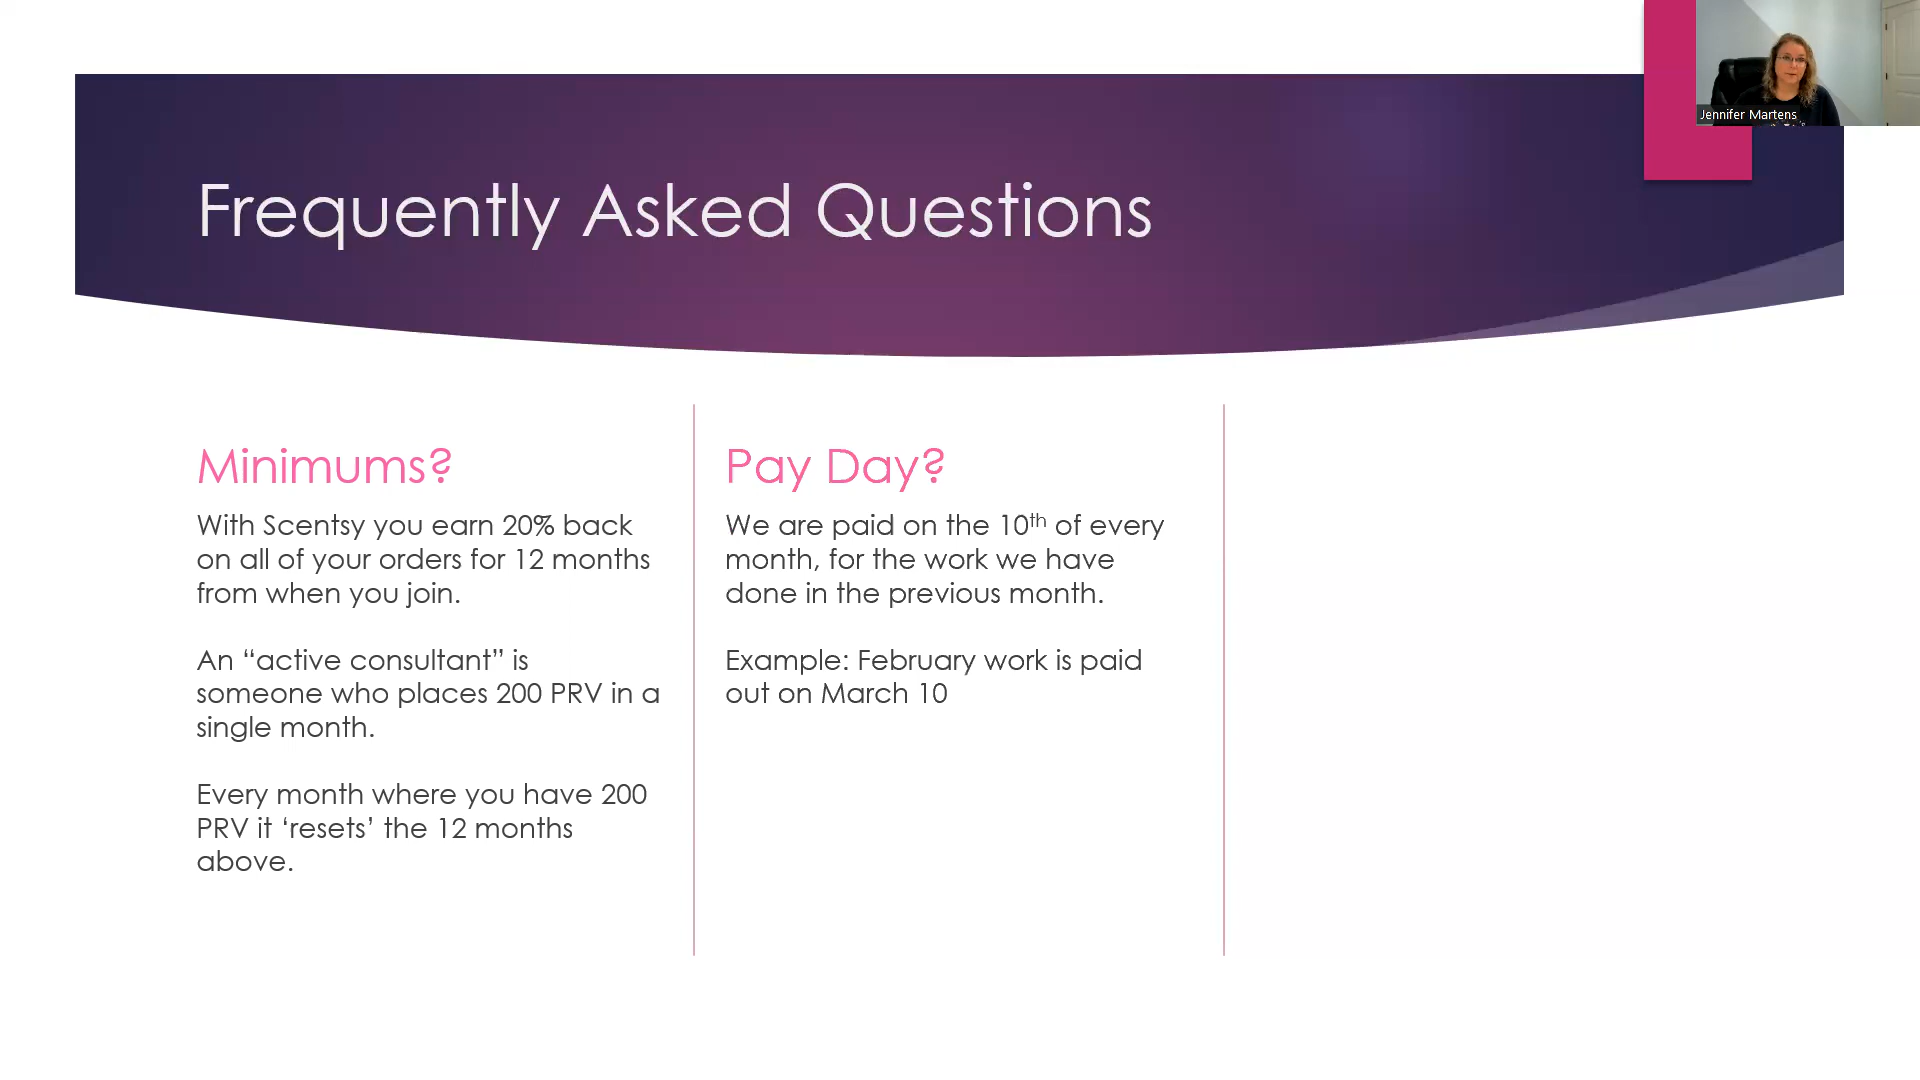 Jennifer Martens
Frequently Asked Questions
Minimums?
With Scentsy you earn 20% back
on all of your orders for 12 months
from when you join.
An “active consultant” is
someone who places 200 PRV in a
single month.
Every month where you have 200
PRV it ‘resets’ the 12 months
above.
Pay Day?
We are paid on the 10th of every
month, for the work we have
done in the previous month.
Example: February work is paid
out on March 10